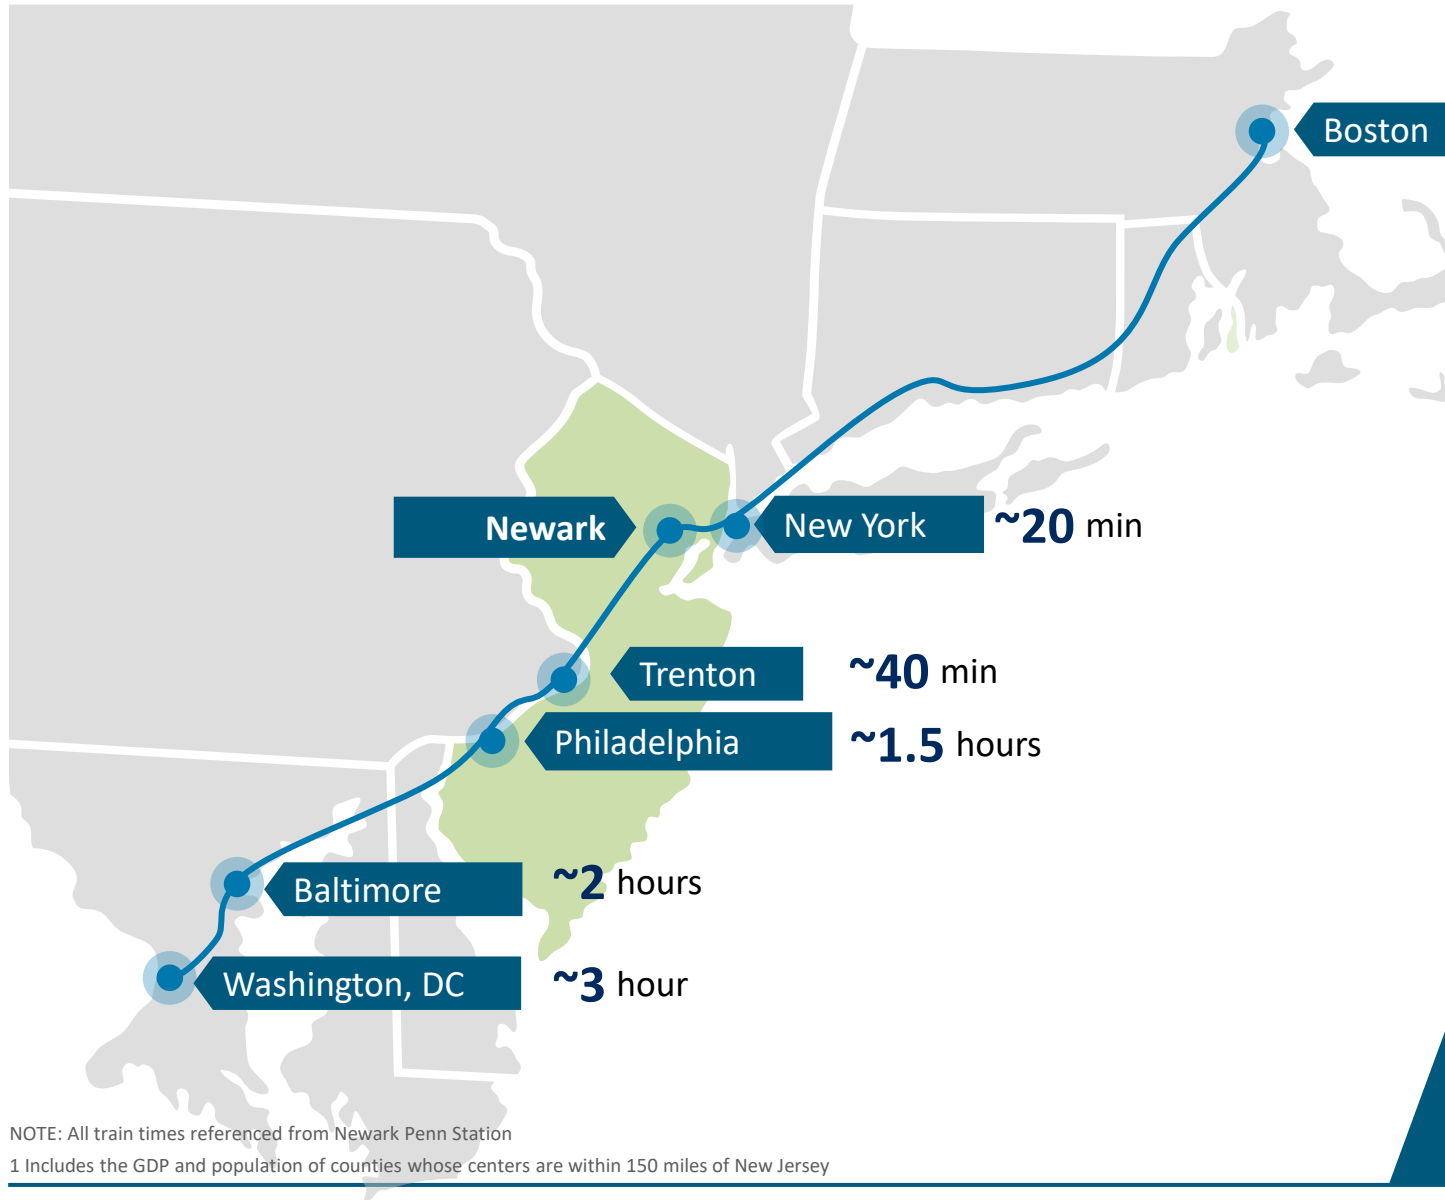 Boston
Newark
New York ~20 min
Trenton ~40 min
Philadelphia ~1.5 hours
Baltimore ~2 hours
Washington, DC ~3 hour
NOTE: All train times referenced from Newark Penn Station
1 Includes the GDP and population of counties whose centers are within 150 miles of New Jersey